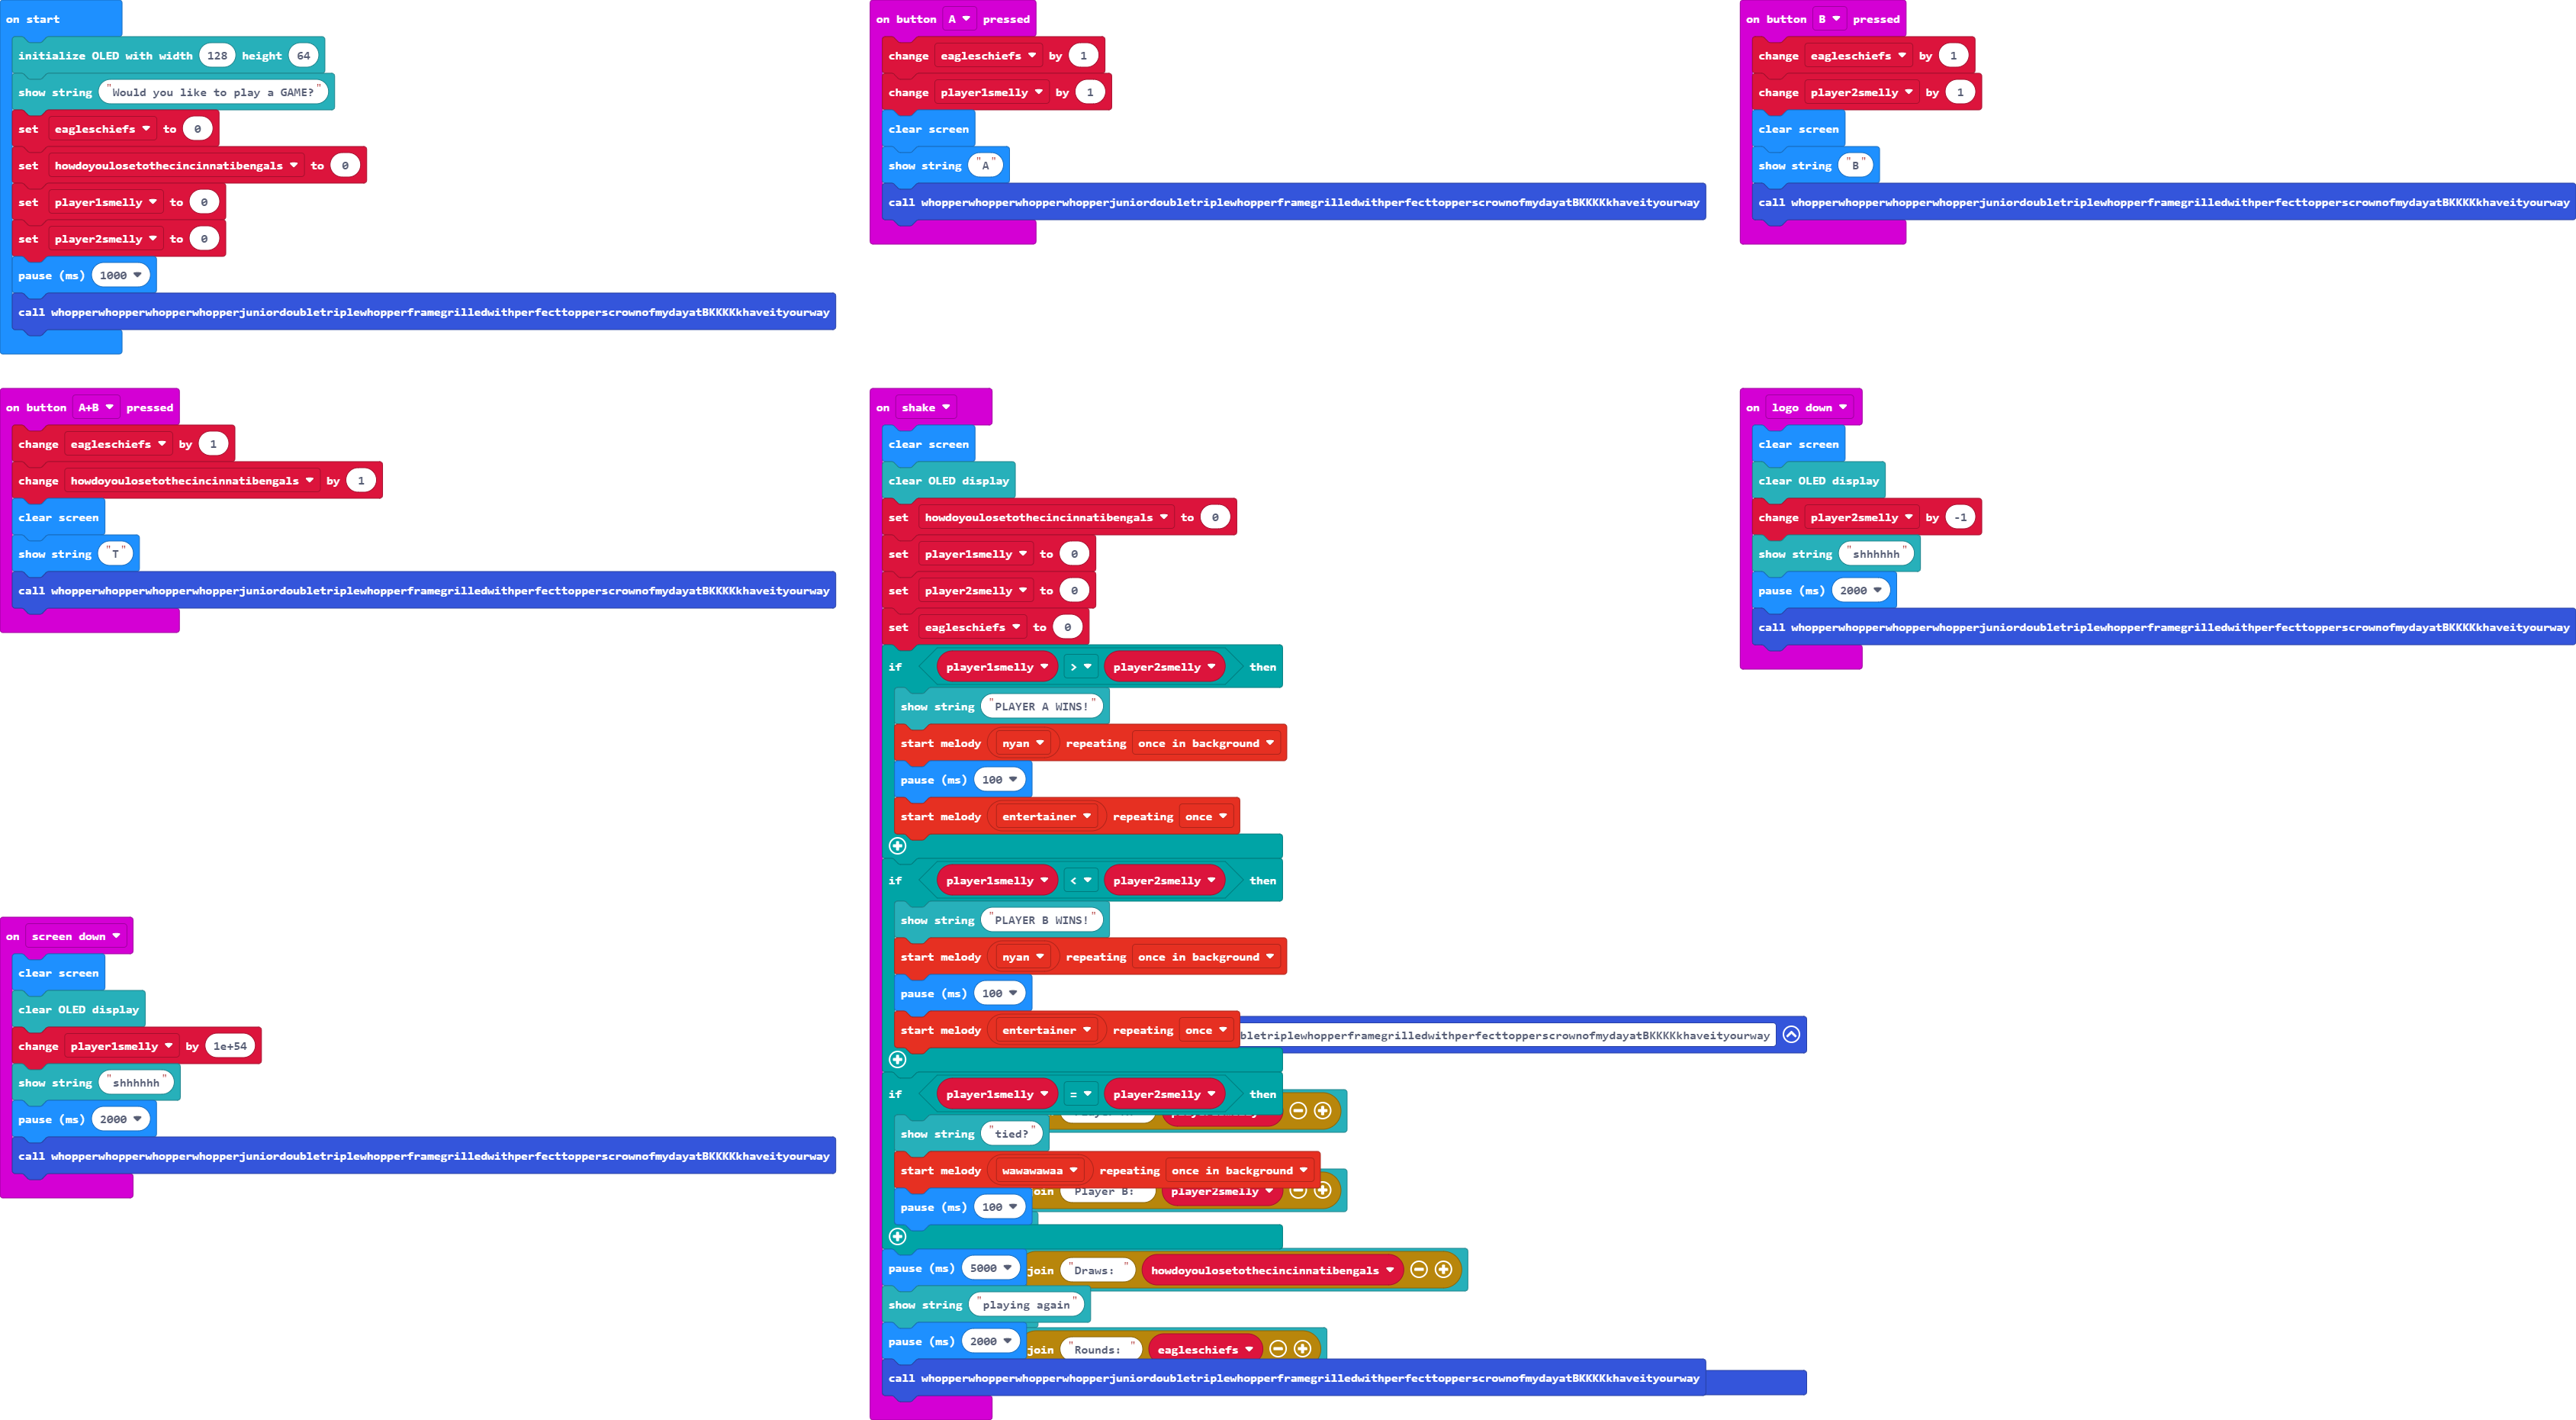 on start
initialize OLED with width 128 height 64
show string "Would you like to play a GAME?"
set eagleschiefs to 0
set howdoyoulosetothecincinnatibengals to 0
set player1smelly to 0
set player2smelly to 0
pause (ms) 1000
call whopperwhopperwhopperwhopperjuniordoubletriplewhopperframegrilledwithperfecttopperscrownofmydayatBKKKKkhaveityourway
on button A pressed
change eagleschiefs by 1
change player1smelly by 1
clear screen
show string "A"
call whopperwhopperwhopperwhopperjuniordoubletriplewhopperframegrilledwithperfecttopperscrownofmydayatBKKKKkhaveityourway
on button B pressed
change eagleschiefs by 1
change player2smelly by 1
clear screen
show string "B"
call whopperwhopperwhopperwhopperjuniordoubletriplewhopperframegrilledwithperfecttopperscrownofmydayatBKKKKkhaveityourway
on button A+B pressed
change eagleschiefs by 1
change howdoyoulosetothecincinnatibengals by 1
clear screen
show string "T"
call whopperwhopperwhopperwhopperjuniordoubletriplewhopperframegrilledwithperfecttopperscrownofmydayatBKKKKkhaveityourway
on shake
clear screen
clear OLED display
set howdoyoulosetothecincinnatibengals to 0
set player1smelly to 0
set player2smelly to 0
set eagleschiefs to 0
if player1smelly > player2smelly then
show string "PLAYER A WINS!"
start melody nyan repeating once in background
pause (ms) 100
start melody entertainer repeating once
if player1smelly < player2smelly then
show string "PLAYER B WINS!"
start melody nyan repeating once in background
pause (ms) 100
start melody entertainer repeating once
bletriplewhopperframegrilledwithperfecttopperscrownofmydayatBKKKKkhaveityourway
if player1smelly = player2smelly then
show string "tied?"
start melody wawawawaa repeating once in background
oin Player B: player2smelly
pause (ms) 100
pause (ms) 5000
join "Draws: " howdoyoulosetothecincinnatibengals
show string "playing again"
pause (ms) 2000
join "Rounds: " eagleschiefs
call whopperwhopperwhopperwhopperjuniordoubletriplewhopperframegrilledwithperfecttopperscrownofmydayatBKKKKkhaveityourway
on logo down
clear screen
clear OLED display
change player2smelly by -1
show string "shhhhhh"
pause (ms) 2000
call whopperwhopperwhopperwhopperjuniordoubletriplewhopperframegrilledwithperfecttopperscrownofmydayatBKKKKkhaveityourway
on screen down
clear screen
clear OLED display
change player1smelly by 1e+54
show string "shhhhhh"
pause (ms) 2000
call whopperwhopperwhopperwhopperjuniordoubletriplewhopperframegrilledwithperfecttopperscrownofmydayatBKKKKkhaveityourway